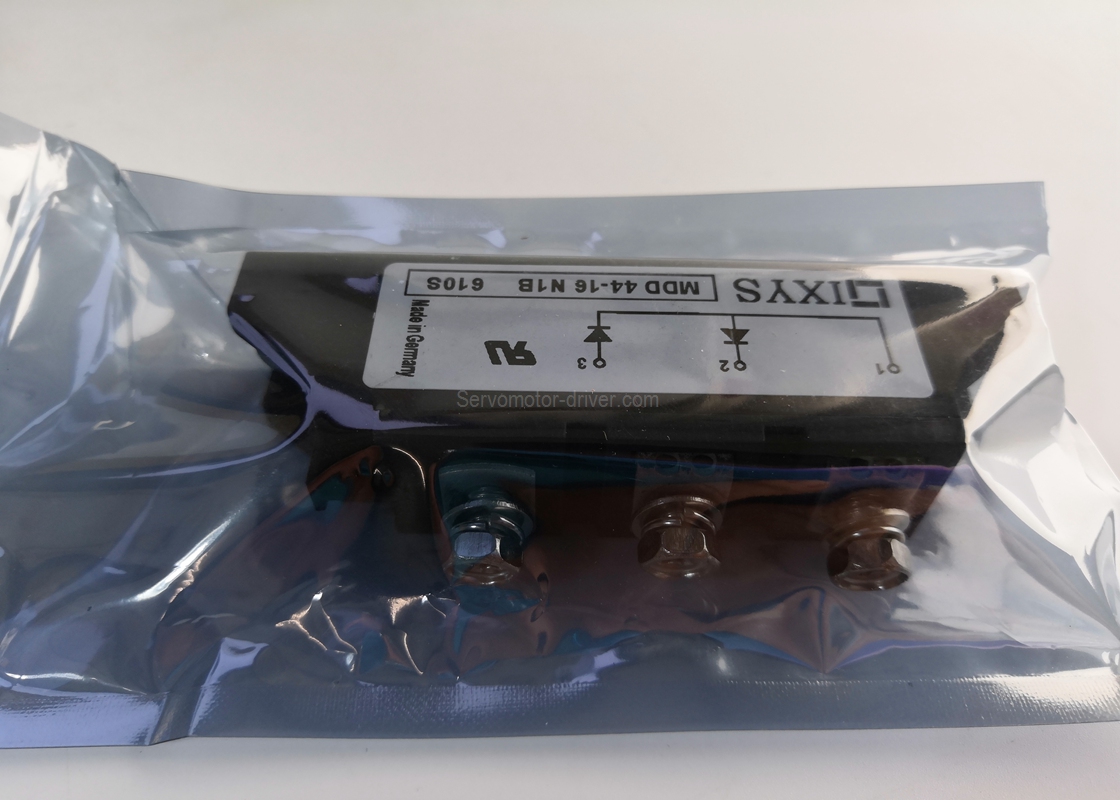 IXYS
MDD 44-16 N1B 610S
1
2
3
Made in Germany
Servomotor-driver.com